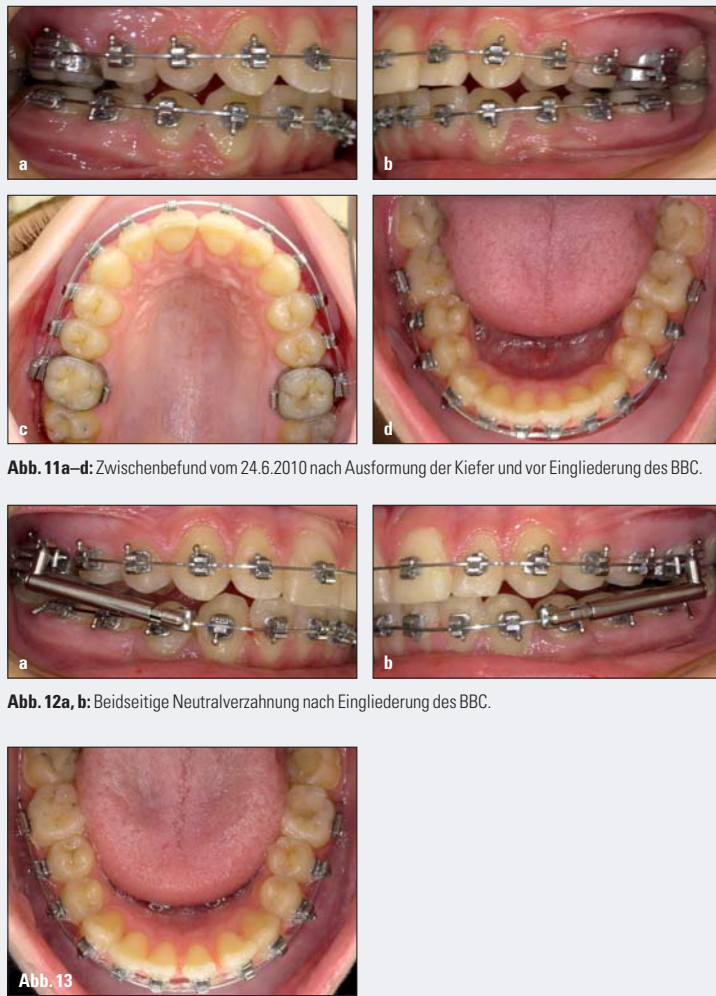 a
b
c
d
Abb. 11a–d: Zwischenbefund vom 24.6.2010 nach Ausformung der Kiefer und vor Eingliederung des BBC.
a
b
Abb. 12a, b: Beidseitige Neutralverzahnung nach Eingliederung des BBC.
Abb. 13